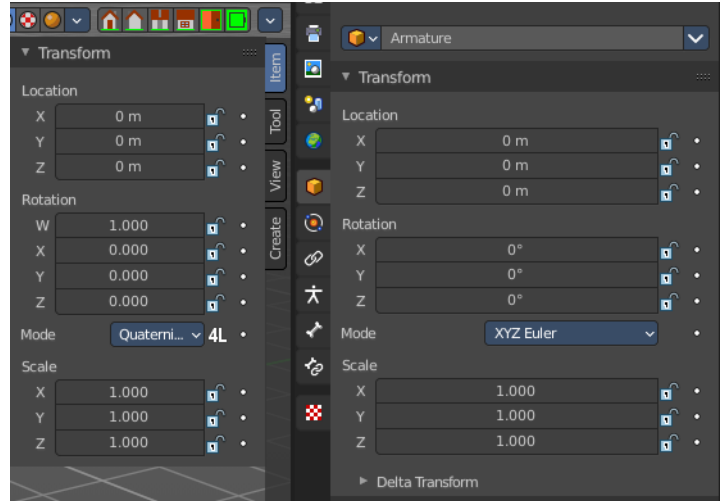 Transform
Location
X 0 m
Y 0 m
Z 0 m
Rotation
W 1.000
X 0.000
Y 0.000
Z 0.000
Mode Quaterni... 4L
Scale
X 1.000
Y 1.000
Z 1.000
Item
Tool
View
Create
Armature
Transform
Location
X 0 m
Y 0 m
Z 0 m
Rotation
X 0°
Y 0°
Z 0°
Mode XYZ Euler
Scale
X 1.000
Y 1.000
Z 1.000
Delta Transform